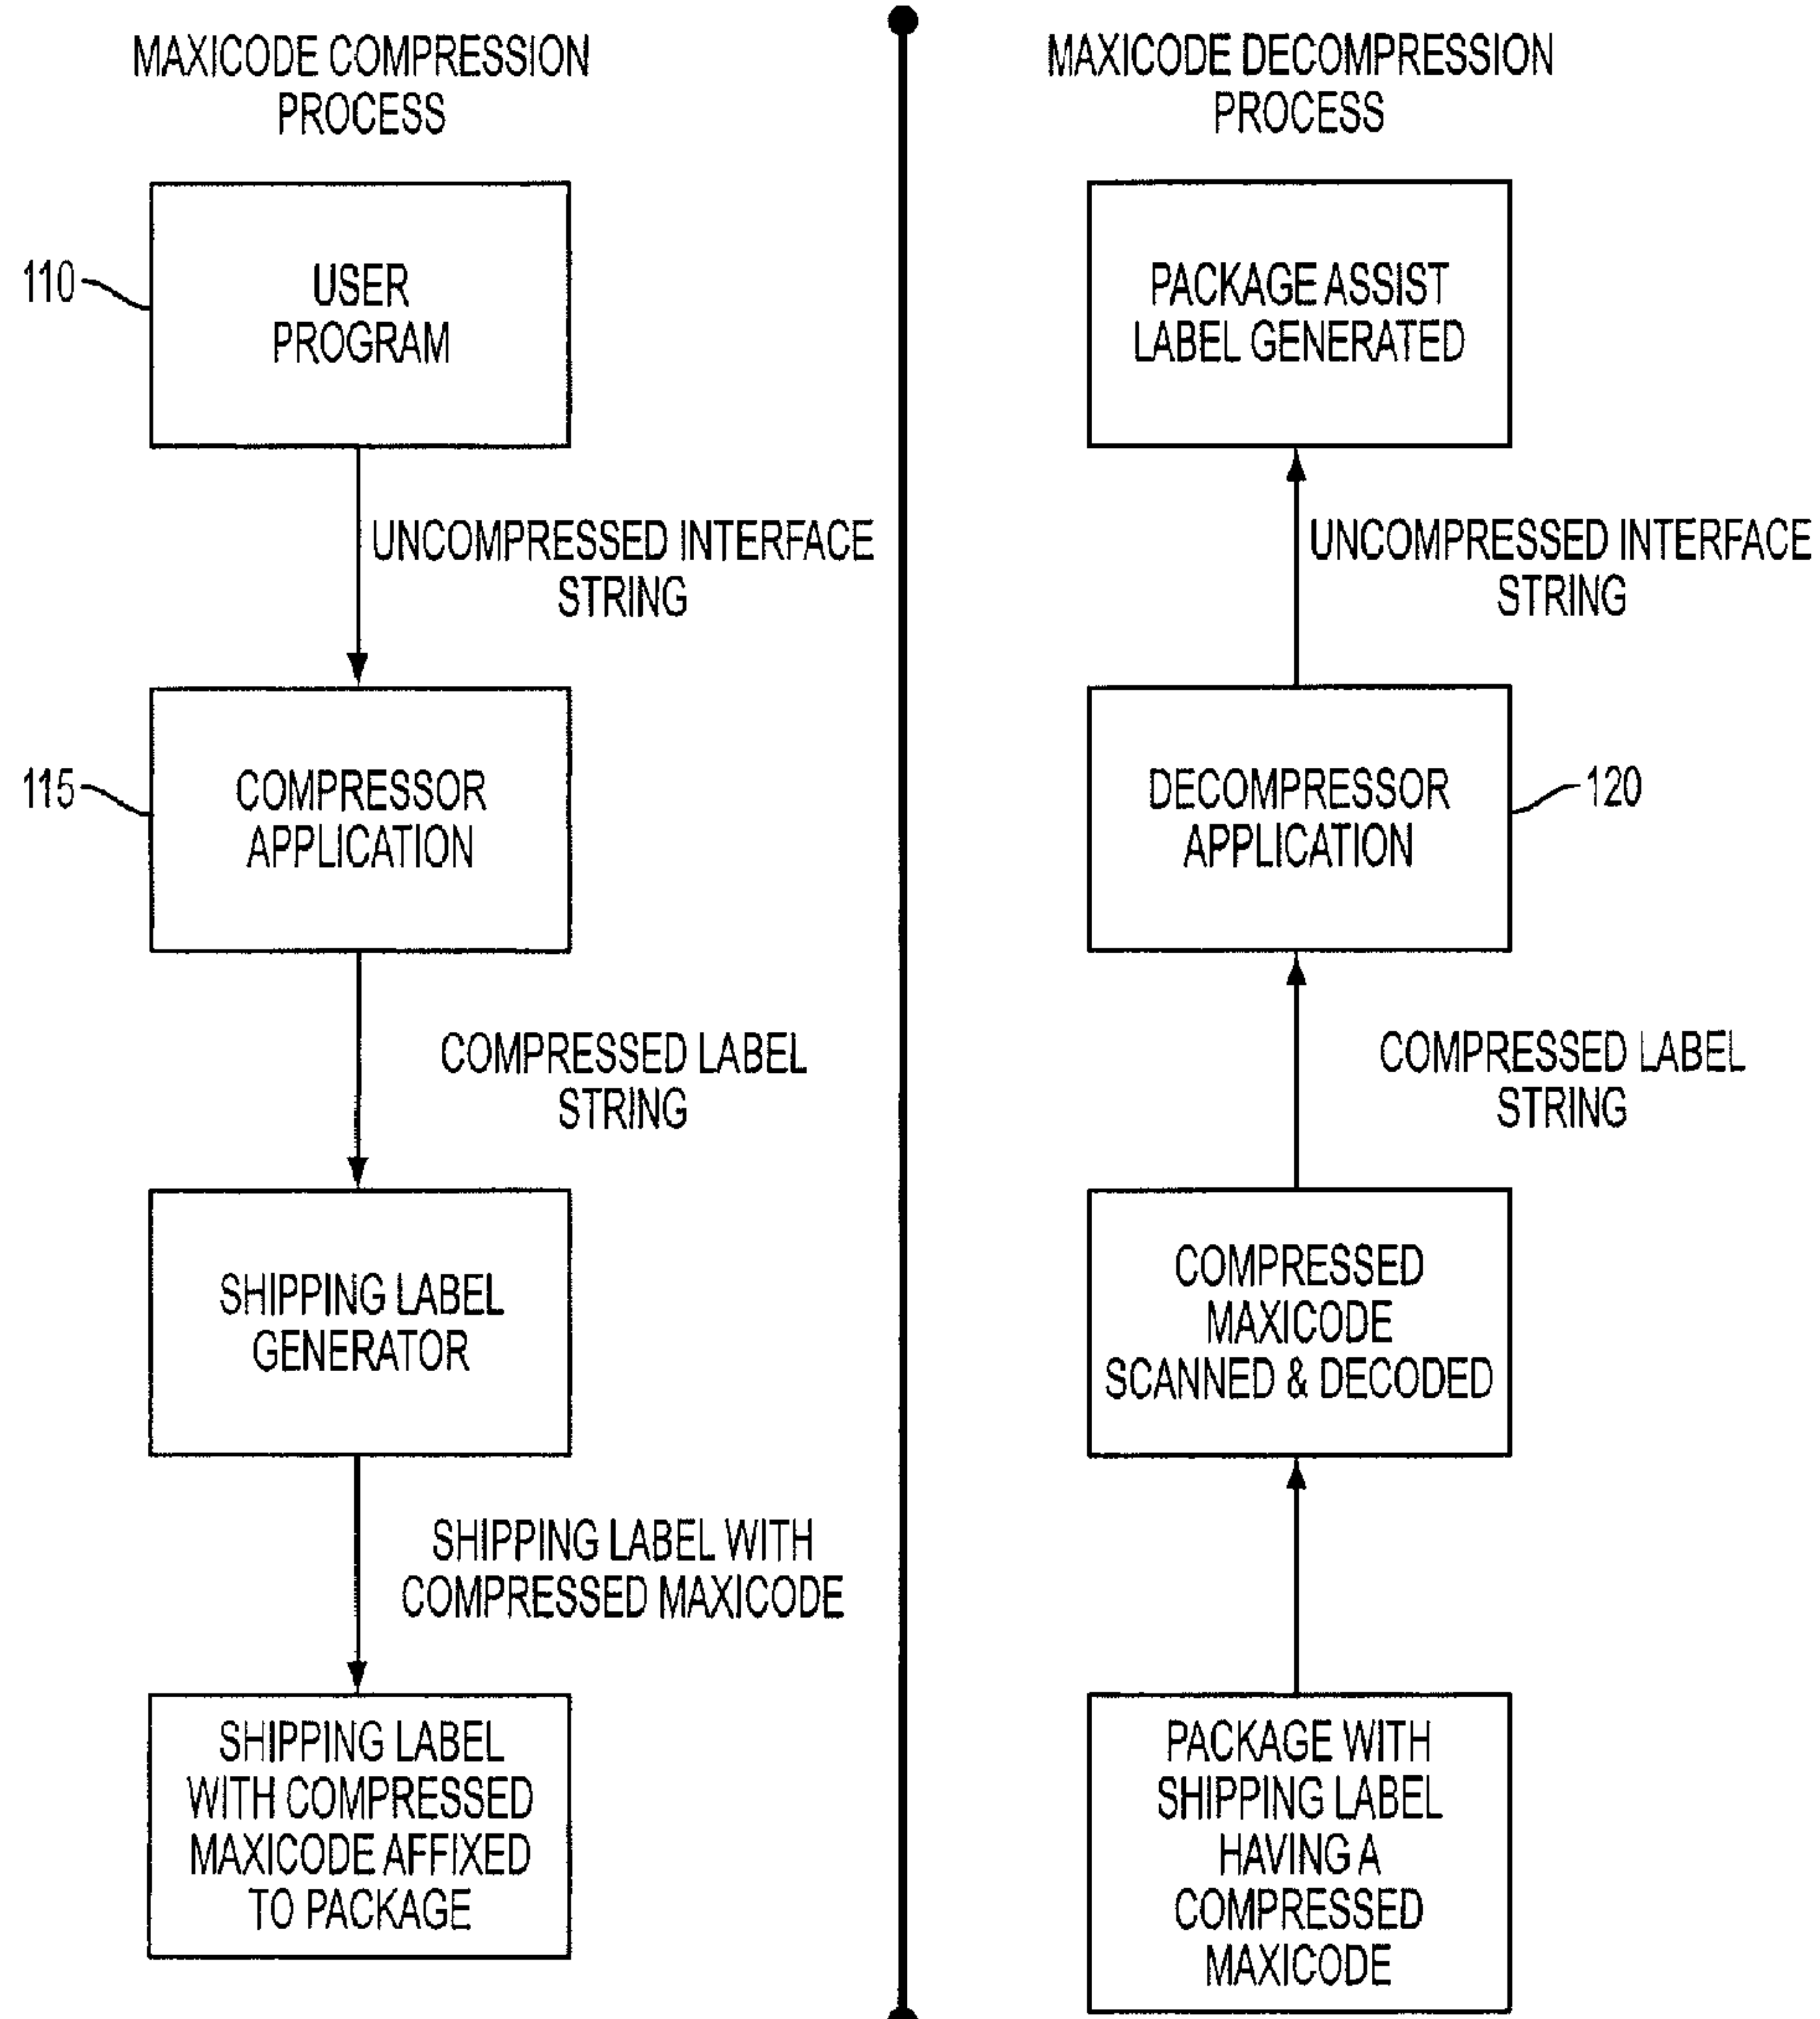 MAXICODE COMPRESSION
PROCESS
110
USER
PROGRAM
UNCOMPRESSED INTERFACE
STRING
115
COMPRESSOR
APPLICATION
COMPRESSED LABEL
STRING
SHIPPING LABEL
GENERATOR
SHIPPING LABEL WITH
COMPRESSED MAXICODE
SHIPPING LABEL
WITH COMPRESSED
MAXICODE AFFIXED
TO PACKAGE
MAXICODE DECOMPRESSION
PROCESS
PACKAGE ASSIST
LABEL GENERATED
UNCOMPRESSED INTERFACE
STRING
DECOMPRESSOR
APPLICATION
120
COMPRESSED LABEL
STRING
COMPRESSED
MAXICODE
SCANNED & DECODED
PACKAGE WITH
SHIPPING LABEL
HAVING A
COMPRESSED
MAXICODE